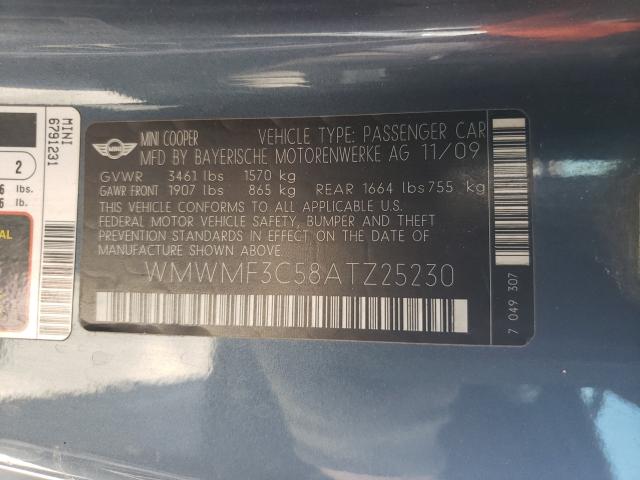 MINI
6791231
2
lbs.
lb.
MINI
MINI COOPER VEHICLE TYPE: PASSENGER CAR
MFD BY BAYERISCHE MOTORENWERKE AG 11/09
GVWR 3461 lbs 1570 kg
GAWR FRONT 1907 lbs 865 kg REAR 1664 lbs 755 kg
THIS VEHICLE CONFORMS TO ALL APPLICABLE U.S.
FEDERAL MOTOR VEHICLE SAFETY, BUMPER AND THEFT
PREVENTION STANDARDS IN EFFECT ON THE DATE OF
MANUFACTURE SHOWN ABOVE.
WMWMF3C58ATZ25230
7 049 307